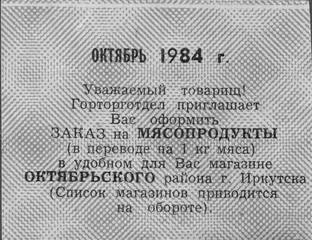 ОКТЯБРЬ 1984 г.
Уважаемый товарищ!
Горторготдел приглашает
Вас оформить
ЗАКАЗ на МЯСОПРОДУКТЫ
(в переводе на 1 кг мяса)
в удобном для Вас магазине
ОКТЯБРЬСКОГО района г. Иркутска
(Список магазинов приводится
на обороте).